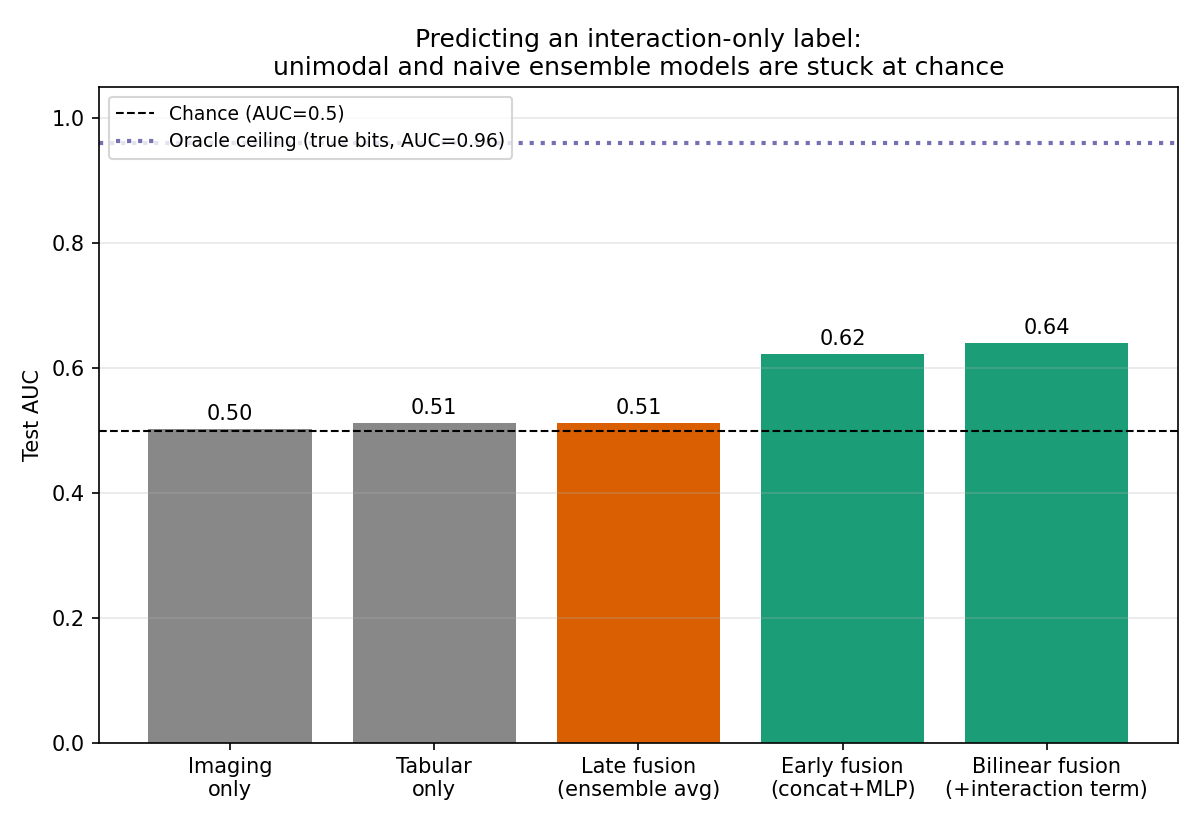 Predicting an interaction-only label:
unimodal and naive ensemble models are stuck at chance
Chance (AUC=0.5)
Oracle ceiling (true bits, AUC=0.96)
Test AUC
1.0
0.8
0.6
0.4
0.2
0.0
0.50
0.51
0.51
0.62
0.64
Imaging
only
Tabular
only
Late fusion
(ensemble avg)
Early fusion
(concat+MLP)
Bilinear fusion
(+interaction term)